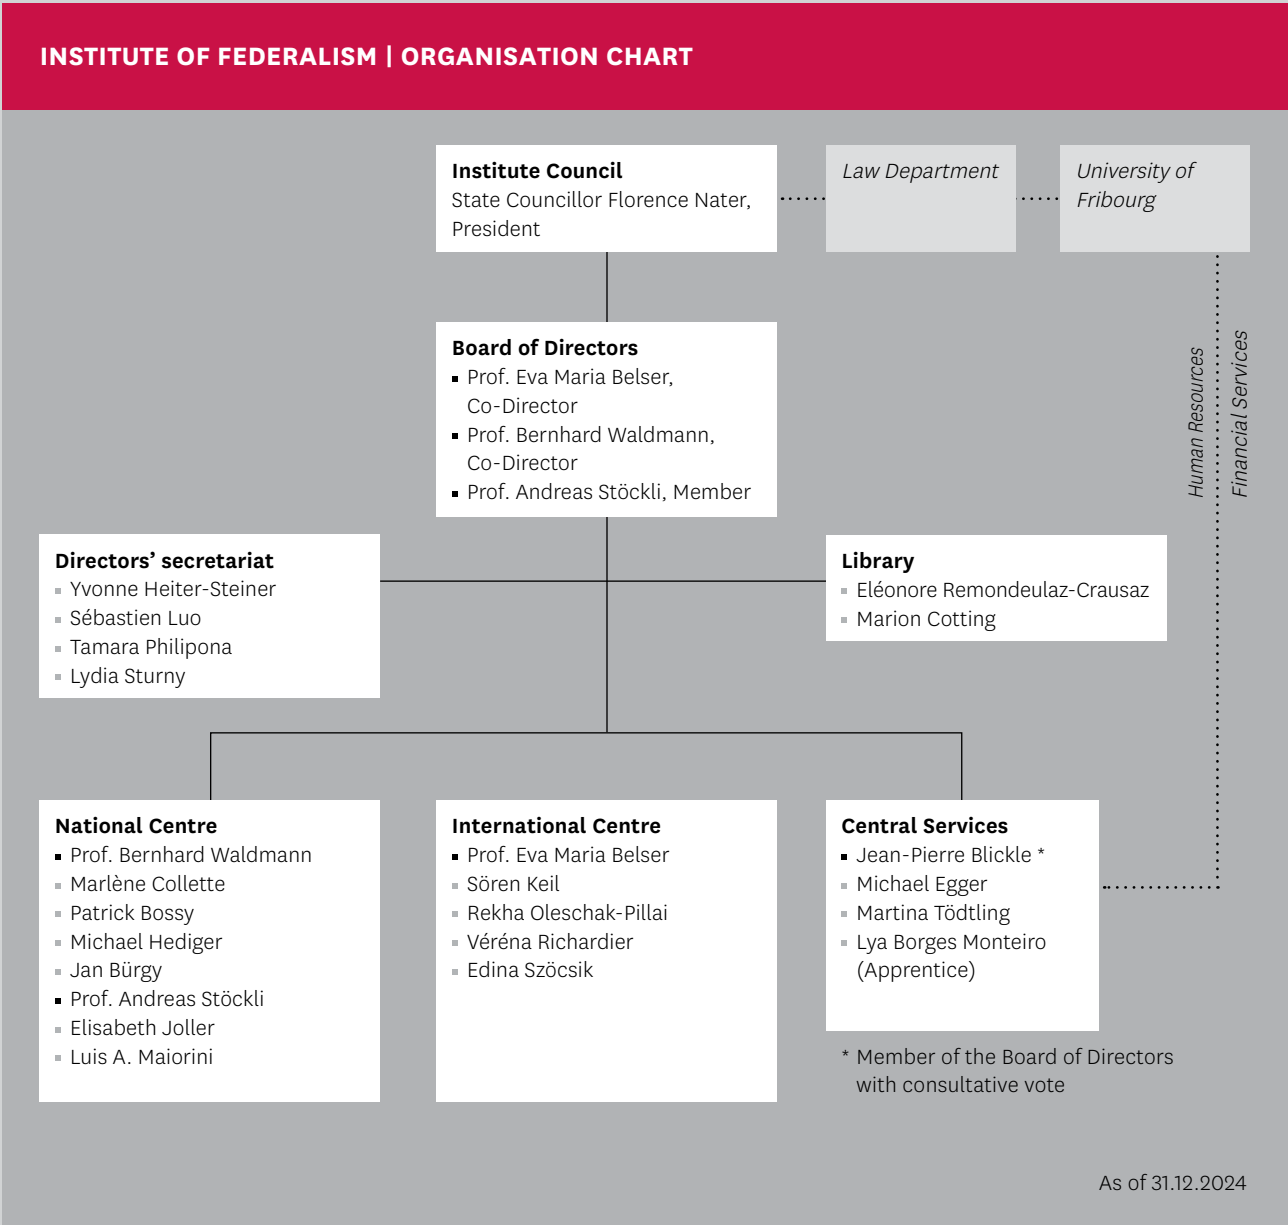 INSTITUTE OF FEDERALISM | ORGANISATION CHART
Institute Council
State Councillor Florence Nater,
President
Law Department
University of
Fribourg
Human Resources
Financial Services
Board of Directors
Prof. Eva Maria Belser,
Co-Director
Prof. Bernhard Waldmann,
Co-Director
Prof. Andreas Stöckli, Member
Directors’ secretariat
Yvonne Heiter-Steiner
Sébastien Luo
Tamara Philipona
Lydia Sturny
Library
Eléonore Remondeulaz-Crausaz
Marion Cotting
National Centre
Prof. Bernhard Waldmann
Marlène Collette
Patrick Bossy
Michael Hediger
Jan Bürgy
Prof. Andreas Stöckli
Elisabeth Joller
Luis A. Maiorini
International Centre
Prof. Eva Maria Belser
Sören Keil
Rekha Oleschak-Pillai
Véréna Richardier
Edina Szöcsik
Central Services
Jean-Pierre Blickle *
Michael Egger
Martina Tödtling
Lya Borges Monteiro
(Apprentice)
* Member of the Board of Directors
with consultative vote
As of 31.12.2024